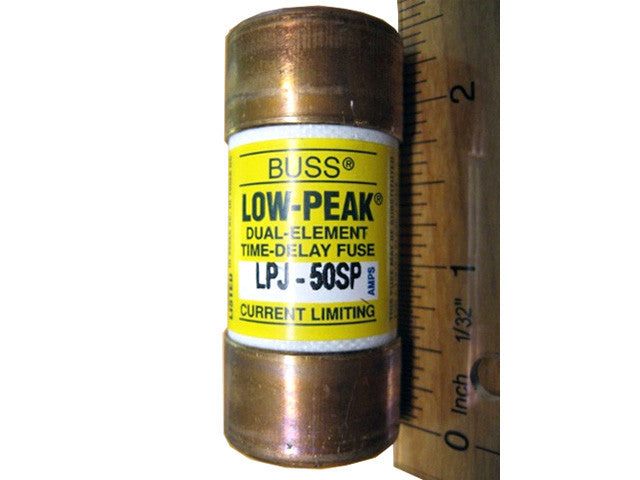 BUSS®
LOW-PEAK®
DUAL-ELEMENT
TIME-DELAY FUSE
LPJ-50SP
AMPS
CURRENT LIMITING
LISTED
2
1
1/32"
Inch
0